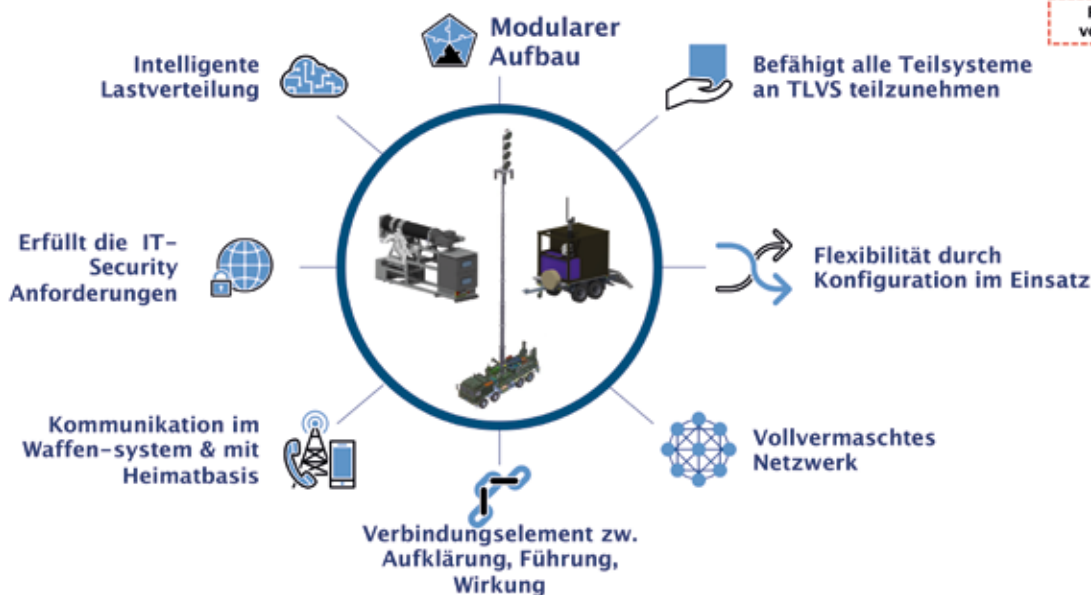 Modularer
Aufbau
Befähigt alle Teilsysteme
an TLVS teilzunehmen
Flexibilität durch
Konfiguration im Einsatz
Vollvermaschtes
Netzwerk
Verbindungselement zw.
Aufklärung, Führung,
Wirkung
Kommunikation im
Waffen-system & mit
Heimatbasis
Erfüllt die IT-
Security
Anforderungen
Intelligente
Lastverteilung